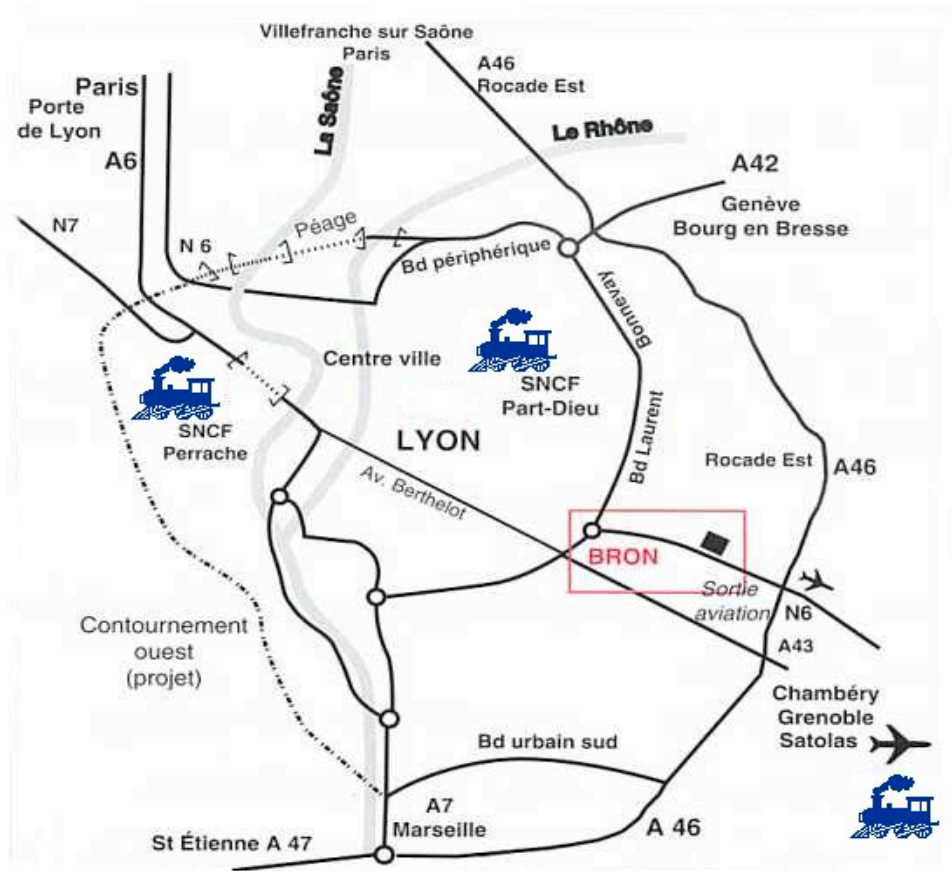 Villefranche sur Saône
Paris
A46
Rocade Est
Paris
Porte
de Lyon
A6
La Saône
Le Rhône
A42
Genève
Bourg en Bresse
N7
N 6
Péage
Bd périphérique
Bonnevay
Centre ville
SNCF
Part-Dieu
SNCF
Perrache
LYON
Bd Laurent
Rocade Est
A46
Av. Berthelot
BRON
Sortie
aviation
N6
A43
Contournement
ouest
(projet)
Chambéry
Grenoble
Satolas
Bd urbain sud
A7
Marseille
A 46
St Étienne A 47